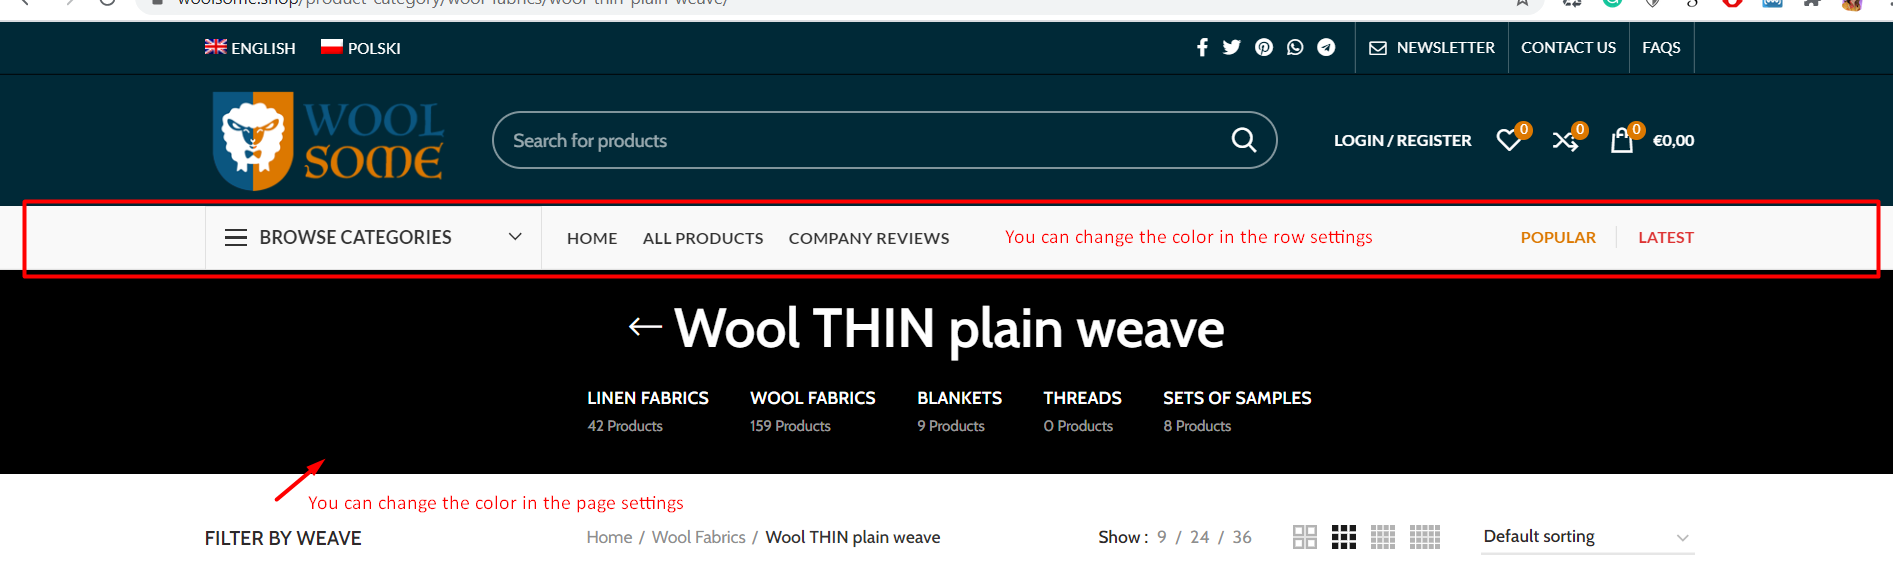 woolsome.shop/product-category/wool-fabrics/wool-thin-plain-weave/
ENGLISH POLSKI NEWSLETTER CONTACT US FAQS
WOOL
SOME
Search for products
LOGIN / REGISTER 0 0 0 €0,00
BROWSE CATEGORIES HOME ALL PRODUCTS COMPANY REVIEWS You can change the color in the row settings POPULAR LATEST
Wool THIN plain weave
LINEN FABRICS WOOL FABRICS BLANKETS THREADS SETS OF SAMPLES
42 Products 159 Products 9 Products 0 Products 8 Products
You can change the color in the page settings
FILTER BY WEAVE Home / Wool Fabrics / Wool THIN plain weave Show : 9 / 24 / 36 Default sorting